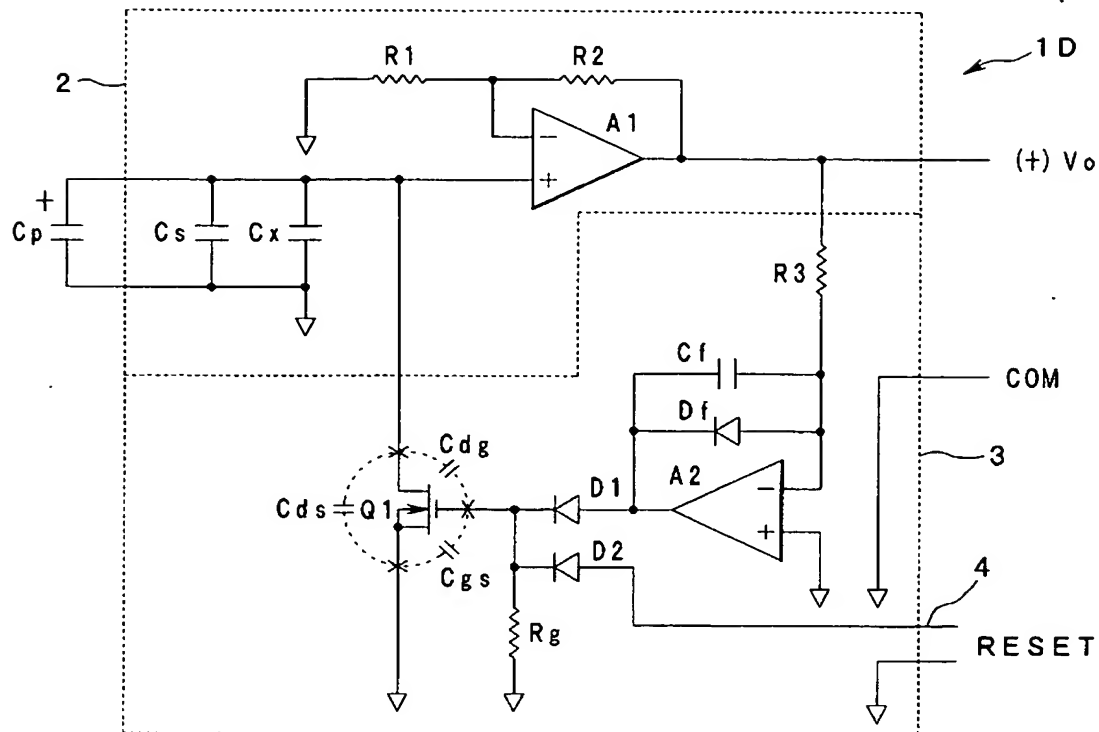 1D
2
R1
R2
A1
(+) Vo
+
Cp
Cs
Cx
−
+
R3
Cf
COM
Df
3
Cdg
A2
−
D1
Cds
Q1
+
D2
Cgs
4
Rg
RESET